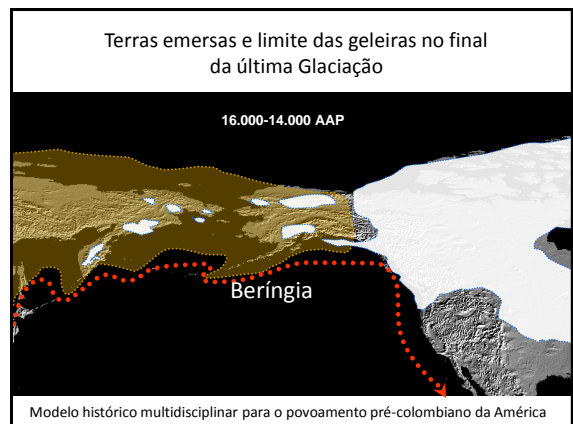 Terras emersas e limite das geleiras no final
da última Glaciação
16.000-14.000 AAP
Beríngia
Modelo histórico multidisciplinar para o povoamento pré-colombiano da América